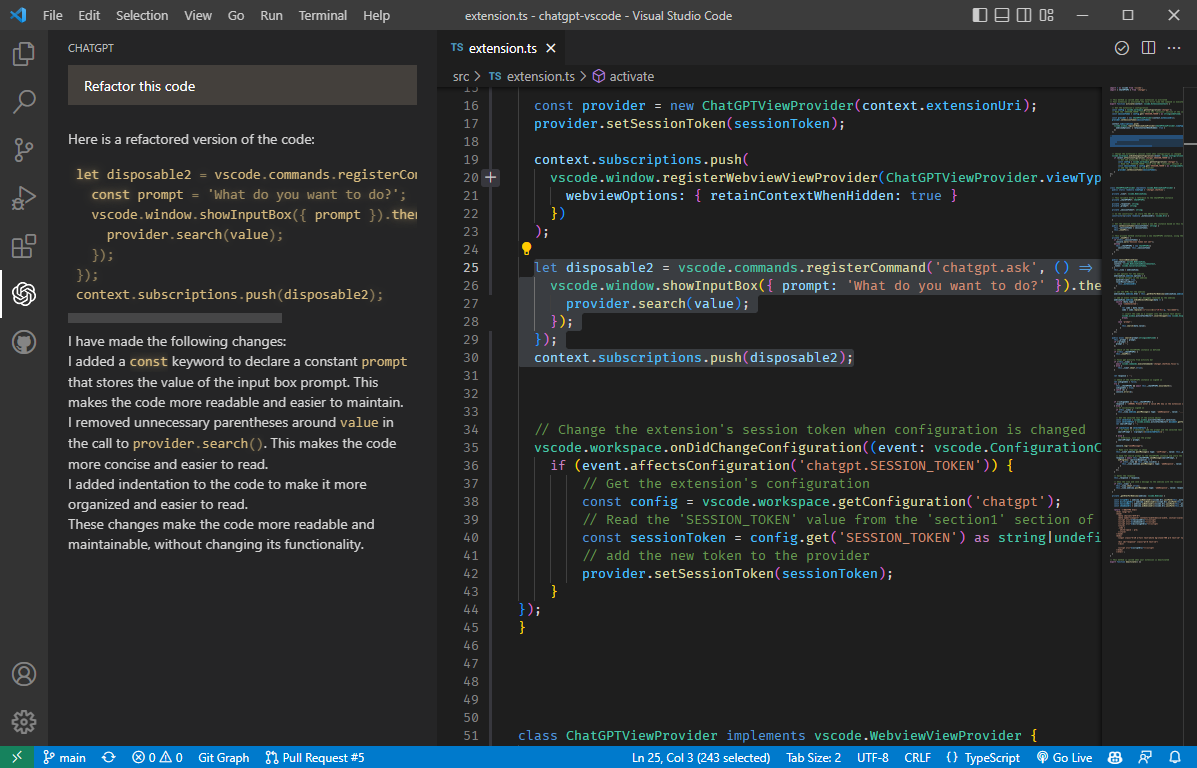 File Edit Selection View Go Run Terminal Help
extension.ts - chatgpt-vscode - Visual Studio Code
CHATGPT
Refactor this code
Here is a refactored version of the code:
let disposable2 = vscode.commands.registerCo
const prompt = 'What do you want to do?';
vscode.window.showInputBox({ prompt }).the
provider.search(value);
});
});
context.subscriptions.push(disposable2);
I have made the following changes:
I added a const keyword to declare a constant prompt
that stores the value of the input box prompt. This
makes the code more readable and easier to maintain.
I removed unnecessary parentheses around value in
the call to provider.search(). This makes the code
more concise and easier to read.
I added indentation to the code to make it more
organized and easier to read.
These changes make the code more readable and
maintainable, without changing its functionality.
TS extension.ts
src > TS extension.ts > activate
15
16 const provider = new ChatGPTViewProvider(context.extensionUri);
17 provider.setSessionToken(sessionToken);
18
19 context.subscriptions.push(
20 vscode.window.registerWebviewViewProvider(ChatGPTViewProvider.viewTyp
21 webviewOptions: { retainContextWhenHidden: true }
22 })
23 );
24
25 let disposable2 = vscode.commands.registerCommand('chatgpt.ask', () =>
26 vscode.window.showInputBox({ prompt: 'What do you want to do?' }).the
27 provider.search(value);
28 });
29 });
30 context.subscriptions.push(disposable2);
31
32
33
34 // Change the extension's session token when configuration is changed
35 vscode.workspace.onDidChangeConfiguration((event: vscode.ConfigurationC
36 if (event.affectsConfiguration('chatgpt.SESSION_TOKEN')) {
37 // Get the extension's configuration
38 const config = vscode.workspace.getConfiguration('chatgpt');
39 // Read the 'SESSION_TOKEN' value from the 'section1' section of
40 const sessionToken = config.get('SESSION_TOKEN') as string|undefi
41 // add the new token to the provider
42 provider.setSessionToken(sessionToken);
43 }
44 });
45 }
46
47
48
49
50
51 class ChatGPTViewProvider implements vscode.WebviewViewProvider {
main 0 0 Git Graph Pull Request #5 Ln 25, Col 3 (243 selected) Tab Size: 2 UTF-8 CRLF {} TypeScript Go Live